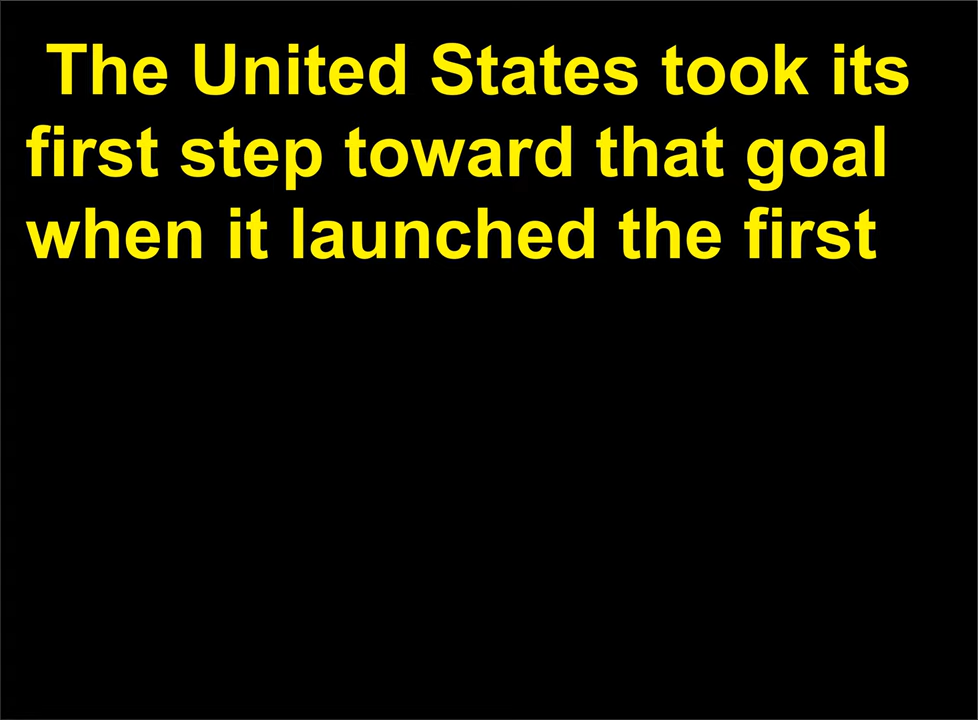 The United States took its
first step toward that goal
when it launched the first